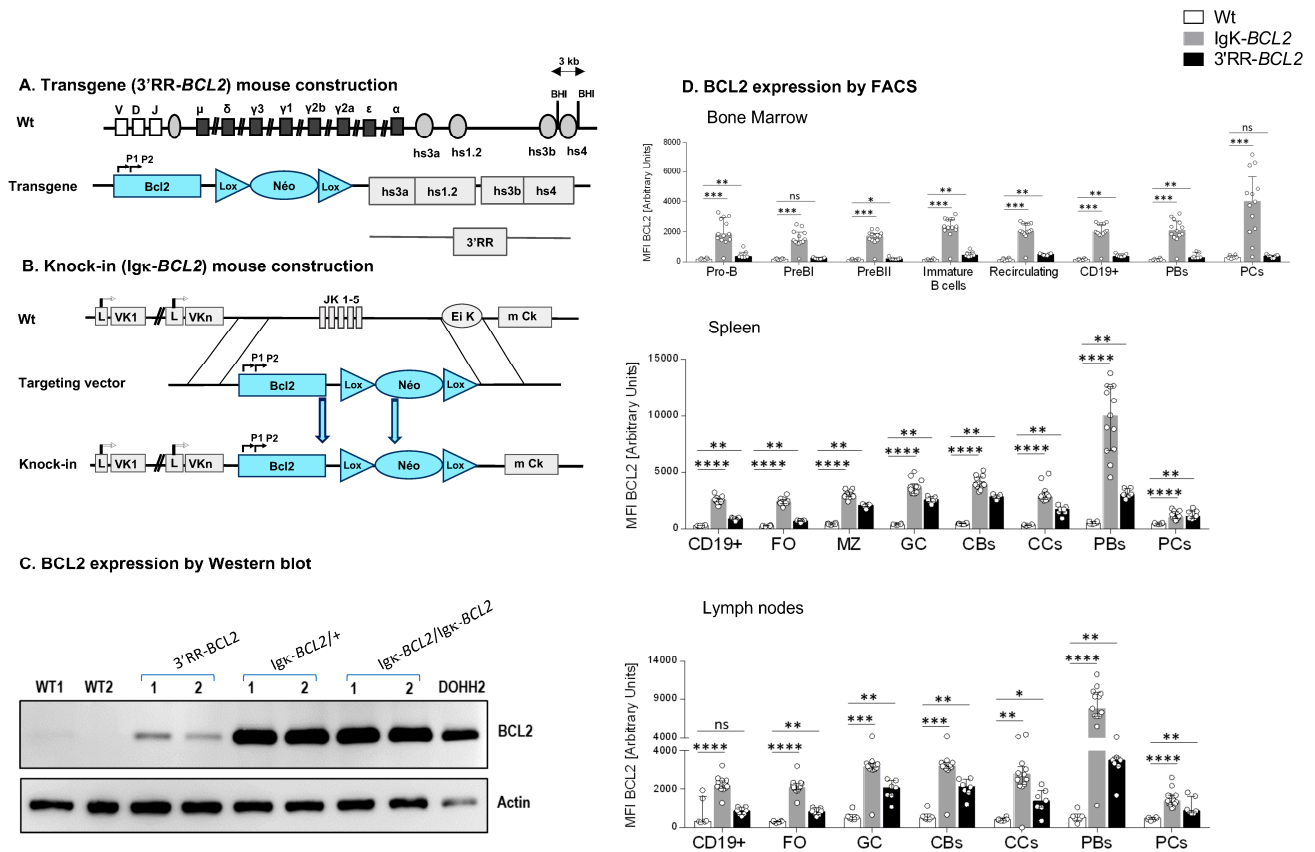 Wt
IgK-BCL2
3'RR-BCL2
A. Transgene (3'RR-BCL2) mouse construction
3 kb
V D J μ δ γ3 γ1 γ2b γ2a ε α BHI BHI
Wt
hs3a hs1.2 hs3b hs4
P1 P2
Transgene Bcl2 Lox Néo Lox hs3a hs1.2 hs3b hs4
3'RR
B. Knock-in (Igκ-BCL2) mouse construction
JK 1-5
Wt L VK1 L VKn Ei K m Ck
P1 P2
Targeting vector Bcl2 Lox Néo Lox
P1 P2
Knock-in L VK1 L VKn Bcl2 Lox Néo Lox m Ck
C. BCL2 expression by Western blot
3'RR-BCL2 Igκ-BCL2/+ Igκ-BCL2/Igκ-BCL2
WT1 WT2 1 2 1 2 1 2 DOHH2
BCL2
Actin
D. BCL2 expression by FACS
Bone Marrow
MFI BCL2 [Arbitrary Units]
8000
6000
4000
2000
0
ns
***
**
***
ns
***
*
***
**
***
**
***
**
***
**
***
Pro-B PreBI PreBII Immature B cells Recirculating CD19+ PBs PCs
Spleen
MFI BCL2 [Arbitrary Units]
15000
10000
5000
0
**
****
**
****
**
****
**
****
**
****
**
****
**
****
**
****
CD19+ FO MZ GC CBs CCs PBs PCs
Lymph nodes
MFI BCL2 [Arbitrary Units]
14000
9000
4000
4000
2000
0
ns
****
**
****
**
***
**
***
*
**
**
****
**
****
CD19+ FO GC CBs CCs PBs PCs